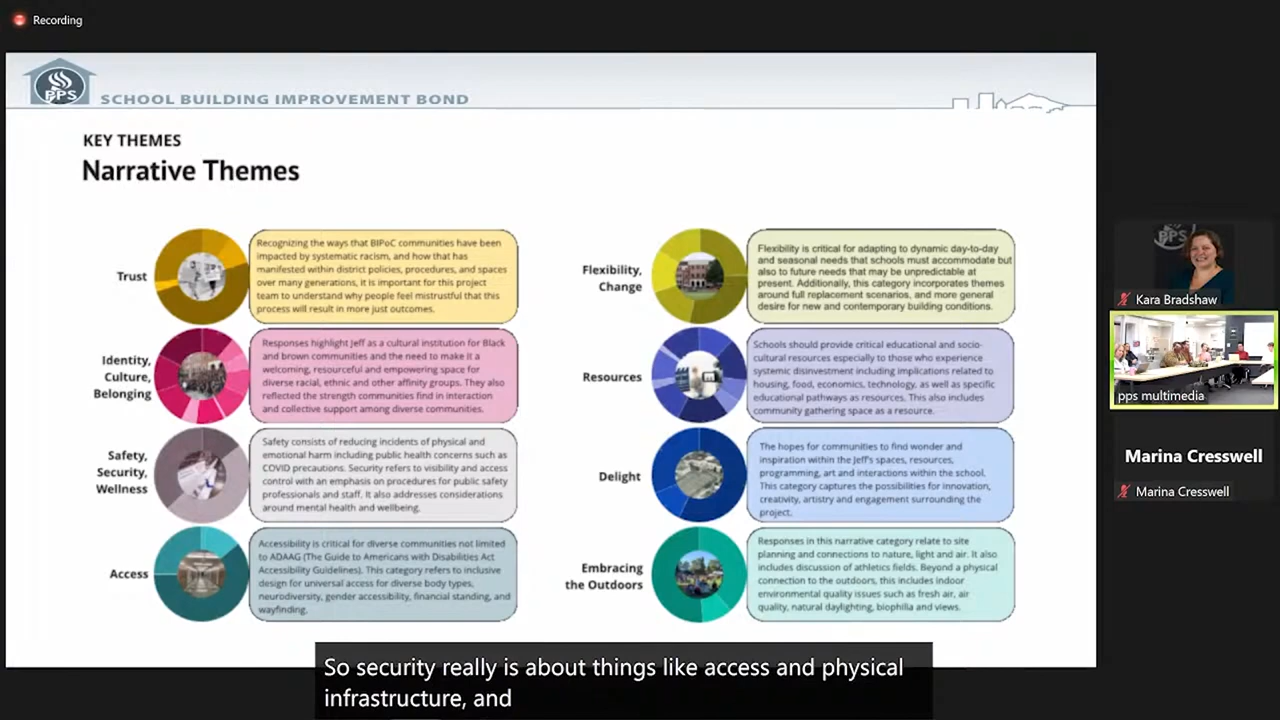 Recording
PPS
SCHOOL BUILDING IMPROVEMENT BOND
KEY THEMES
Narrative Themes
Trust
Recognizing the ways that BIPoC communities have been
impacted by systematic racism, and how that has
manifested within district policies, procedures, and spaces
over many generations, it is important for this project
team to understand why people feel mistrustful that this
process will result in more just outcomes.
Identity,
Culture,
Belonging
Responses highlight Jeff as a cultural institution for Black
and brown communities and the need to make it a
welcoming, resourceful and empowering space for
diverse racial, ethnic and other affinity groups. They also
reflected the strength communities find in interaction
and collective support among diverse communities.
Safety,
Security,
Wellness
Safety consists of reducing incidents of physical and
emotional harm including public health concerns such as
COVID precautions. Security refers to visibility and access
control with an emphasis on procedures for public safety
professionals and staff. It also addresses considerations
around mental health and wellbeing.
Access
Accessibility is critical for diverse communities not limited
to ADAAG (The Guide to Americans with Disabilities Act
Accessibility Guidelines). This category refers to inclusive
design for universal access for diverse body types,
neurodiversity, gender accessibility, financial standing, and
wayfinding.
Flexibility,
Change
Flexibility is critical for adapting to dynamic day-to-day
and seasonal needs that schools must accommodate but
also to future needs that may be unpredictable at
present. Additionally, this category incorporates themes
around full replacement scenarios, and more general
desire for new and contemporary building conditions.
Resources
Schools should provide critical educational and socio-
cultural resources especially to those who experience
systemic disinvestment including implications related to
housing, food, economics, technology, as well as specific
educational pathways as resources. This also includes
community gathering space as a resource.
Delight
The hopes for communities to find wonder and
inspiration within the Jeff's spaces, resources,
programming, art and interactions within the school.
This category captures the possibilities for innovation,
creativity, artistry and engagement surrounding the
project.
Embracing
the Outdoors
Responses in this narrative category relate to site
planning and connections to nature, light and air. It also
includes discussion of athletics fields. Beyond a physical
connection to the outdoors, this includes indoor
environmental quality issues such as fresh air, air
quality, natural daylighting, biophilia and views.
PPS
Kara Bradshaw
pps multimedia
Marina Cresswell
Marina Cresswell
So security really is about things like access and physical
infrastructure, and